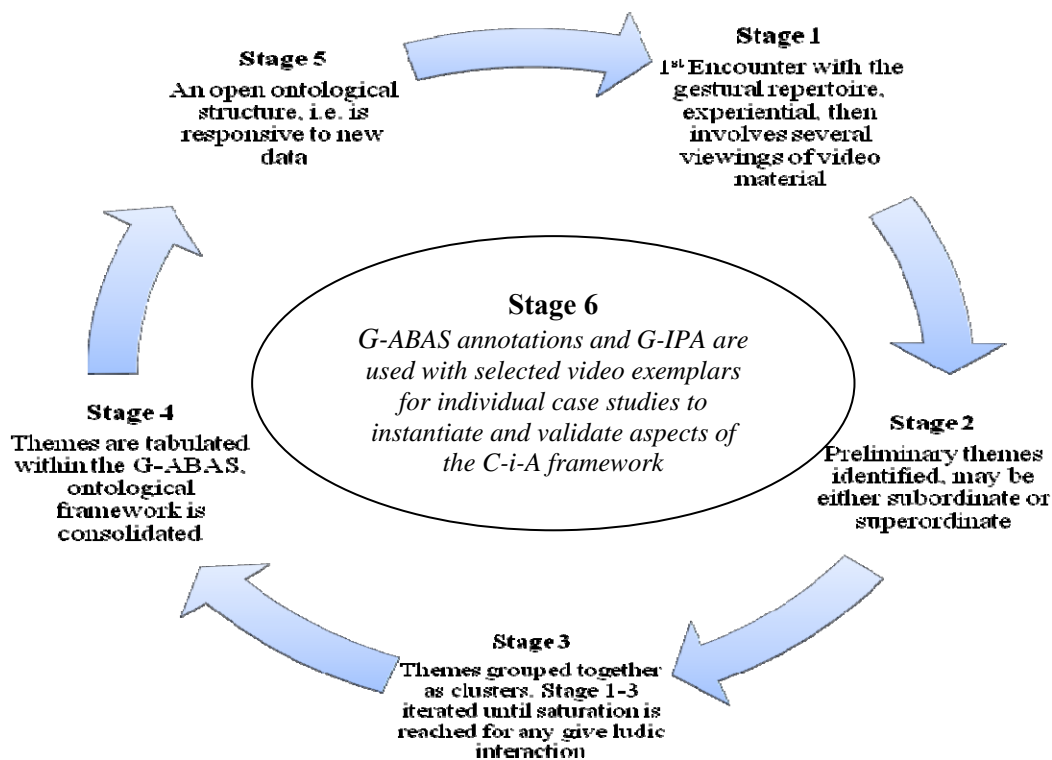 Stage 1
1st Encounter with the
gestural repertoire,
experiential, then
involves several
viewings of video
material
Stage 2
Preliminary themes
identified, may be
either subordinate or
superordinate
Stage 3
Themes grouped together
as clusters. Stage 1-3
iterated until saturation is
reached for any give ludic
interaction
Stage 4
Themes are tabulated
within the G-ABAS,
ontological
framework is
consolidated
Stage 5
An open ontological
structure, i.e. is
responsive to new
data
Stage 6
G-ABAS annotations and G-IPA are
used with selected video exemplars
for individual case studies to
instantiate and validate aspects of
the C-i-A framework